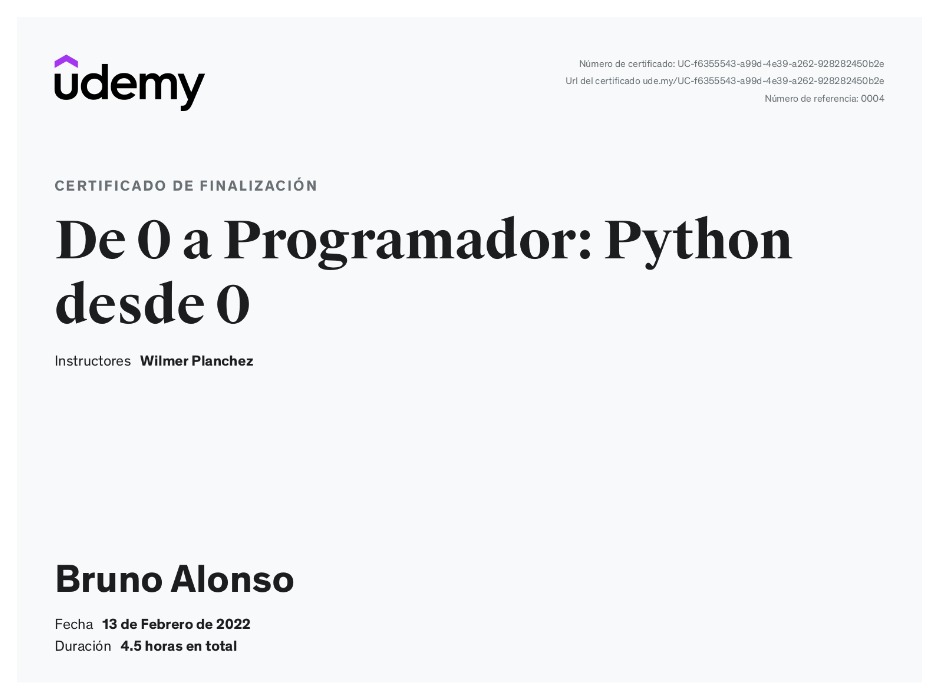 udemy
Número de certificado: UC-f6355543-a99d-4e39-a262-928282450b2e
Url del certificado ude.my/UC-f6355543-a99d-4e39-a262-928282450b2e
Número de referencia: 0004
CERTIFICADO DE FINALIZACIÓN
De 0 a Programador: Python
desde 0
Instructores Wilmer Planchez
Bruno Alonso
Fecha 13 de Febrero de 2022
Duración 4.5 horas en total